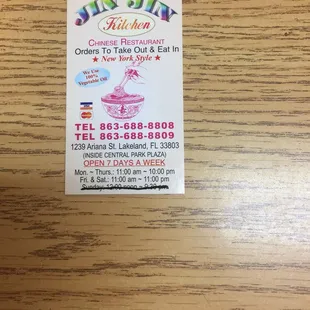 JIN JIN
Kitchen
CHINESE RESTAURANT
Orders To Take Out & Eat In
★ New York Style ★
We Use
100%
Vegetable Oil
TEL 863-688-8808
TEL 863-688-8809
1239 Ariana St. Lakeland, FL 33803
(INSIDE CENTRAL PARK PLAZA)
OPEN 7 DAYS A WEEK
Mon. ~ Thurs.: 11:00 am ~ 10:00 pm
Fri. & Sat.: 11:00 am ~ 11:00 pm
Sunday: 12:00 noon ~ 9:30 pm